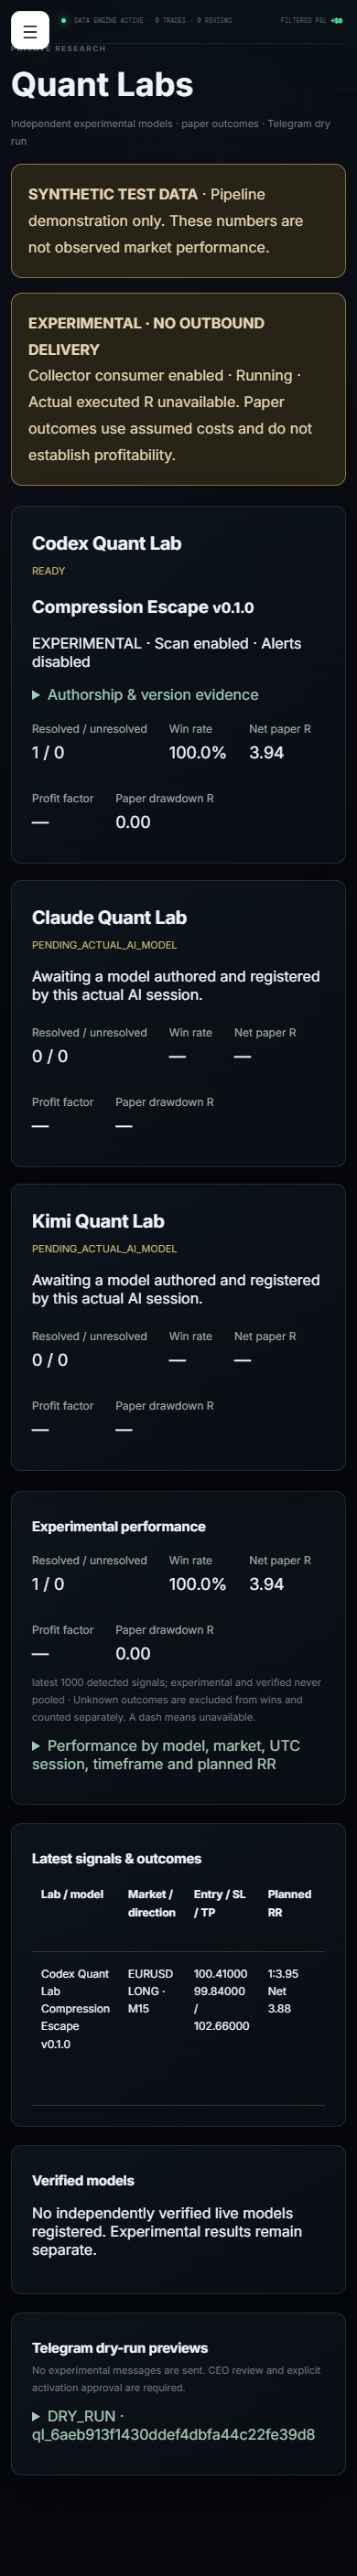 DATA ENGINE ACTIVE · 0 TRADES · 0 REVIEWS
FILTERED P&L +$0
PRIVATE RESEARCH
Quant Labs
Independent experimental models · paper outcomes · Telegram dry
run
SYNTHETIC TEST DATA · Pipeline
demonstration only. These numbers are
not observed market performance.
EXPERIMENTAL · NO OUTBOUND
DELIVERY
Collector consumer enabled · Running ·
Actual executed R unavailable. Paper
outcomes use assumed costs and do not
establish profitability.
Codex Quant Lab
READY
Compression Escape v0.1.0
EXPERIMENTAL · Scan enabled · Alerts
disabled
▶ Authorship & version evidence
Resolved / unresolved Win rate Net paper R
1 / 0 100.0% 3.94
Profit factor Paper drawdown R
— 0.00
Claude Quant Lab
PENDING_ACTUAL_AI_MODEL
Awaiting a model authored and registered
by this actual AI session.
Resolved / unresolved Win rate Net paper R
0 / 0 — —
Profit factor Paper drawdown R
— —
Kimi Quant Lab
PENDING_ACTUAL_AI_MODEL
Awaiting a model authored and registered
by this actual AI session.
Resolved / unresolved Win rate Net paper R
0 / 0 — —
Profit factor Paper drawdown R
— —
Experimental performance
Resolved / unresolved Win rate Net paper R
1 / 0 100.0% 3.94
Profit factor Paper drawdown R
— 0.00
latest 1000 detected signals; experimental and verified never
pooled · Unknown outcomes are excluded from wins and
counted separately. A dash means unavailable.
▶ Performance by model, market, UTC
session, timeframe and planned RR
Latest signals & outcomes
Lab / model Market / Entry / SL Planned
direction / TP RR
Codex Quant EURUSD 100.41000 1:3.95
Lab LONG · 99.84000 Net
Compression M15 / 3.88
Escape 102.66000
v0.1.0
Verified models
No independently verified live models
registered. Experimental results remain
separate.
Telegram dry-run previews
No experimental messages are sent. CEO review and explicit
activation approval are required.
▶ DRY_RUN ·
ql_6aeb913f1430ddef4dbfa44c22fe39d8